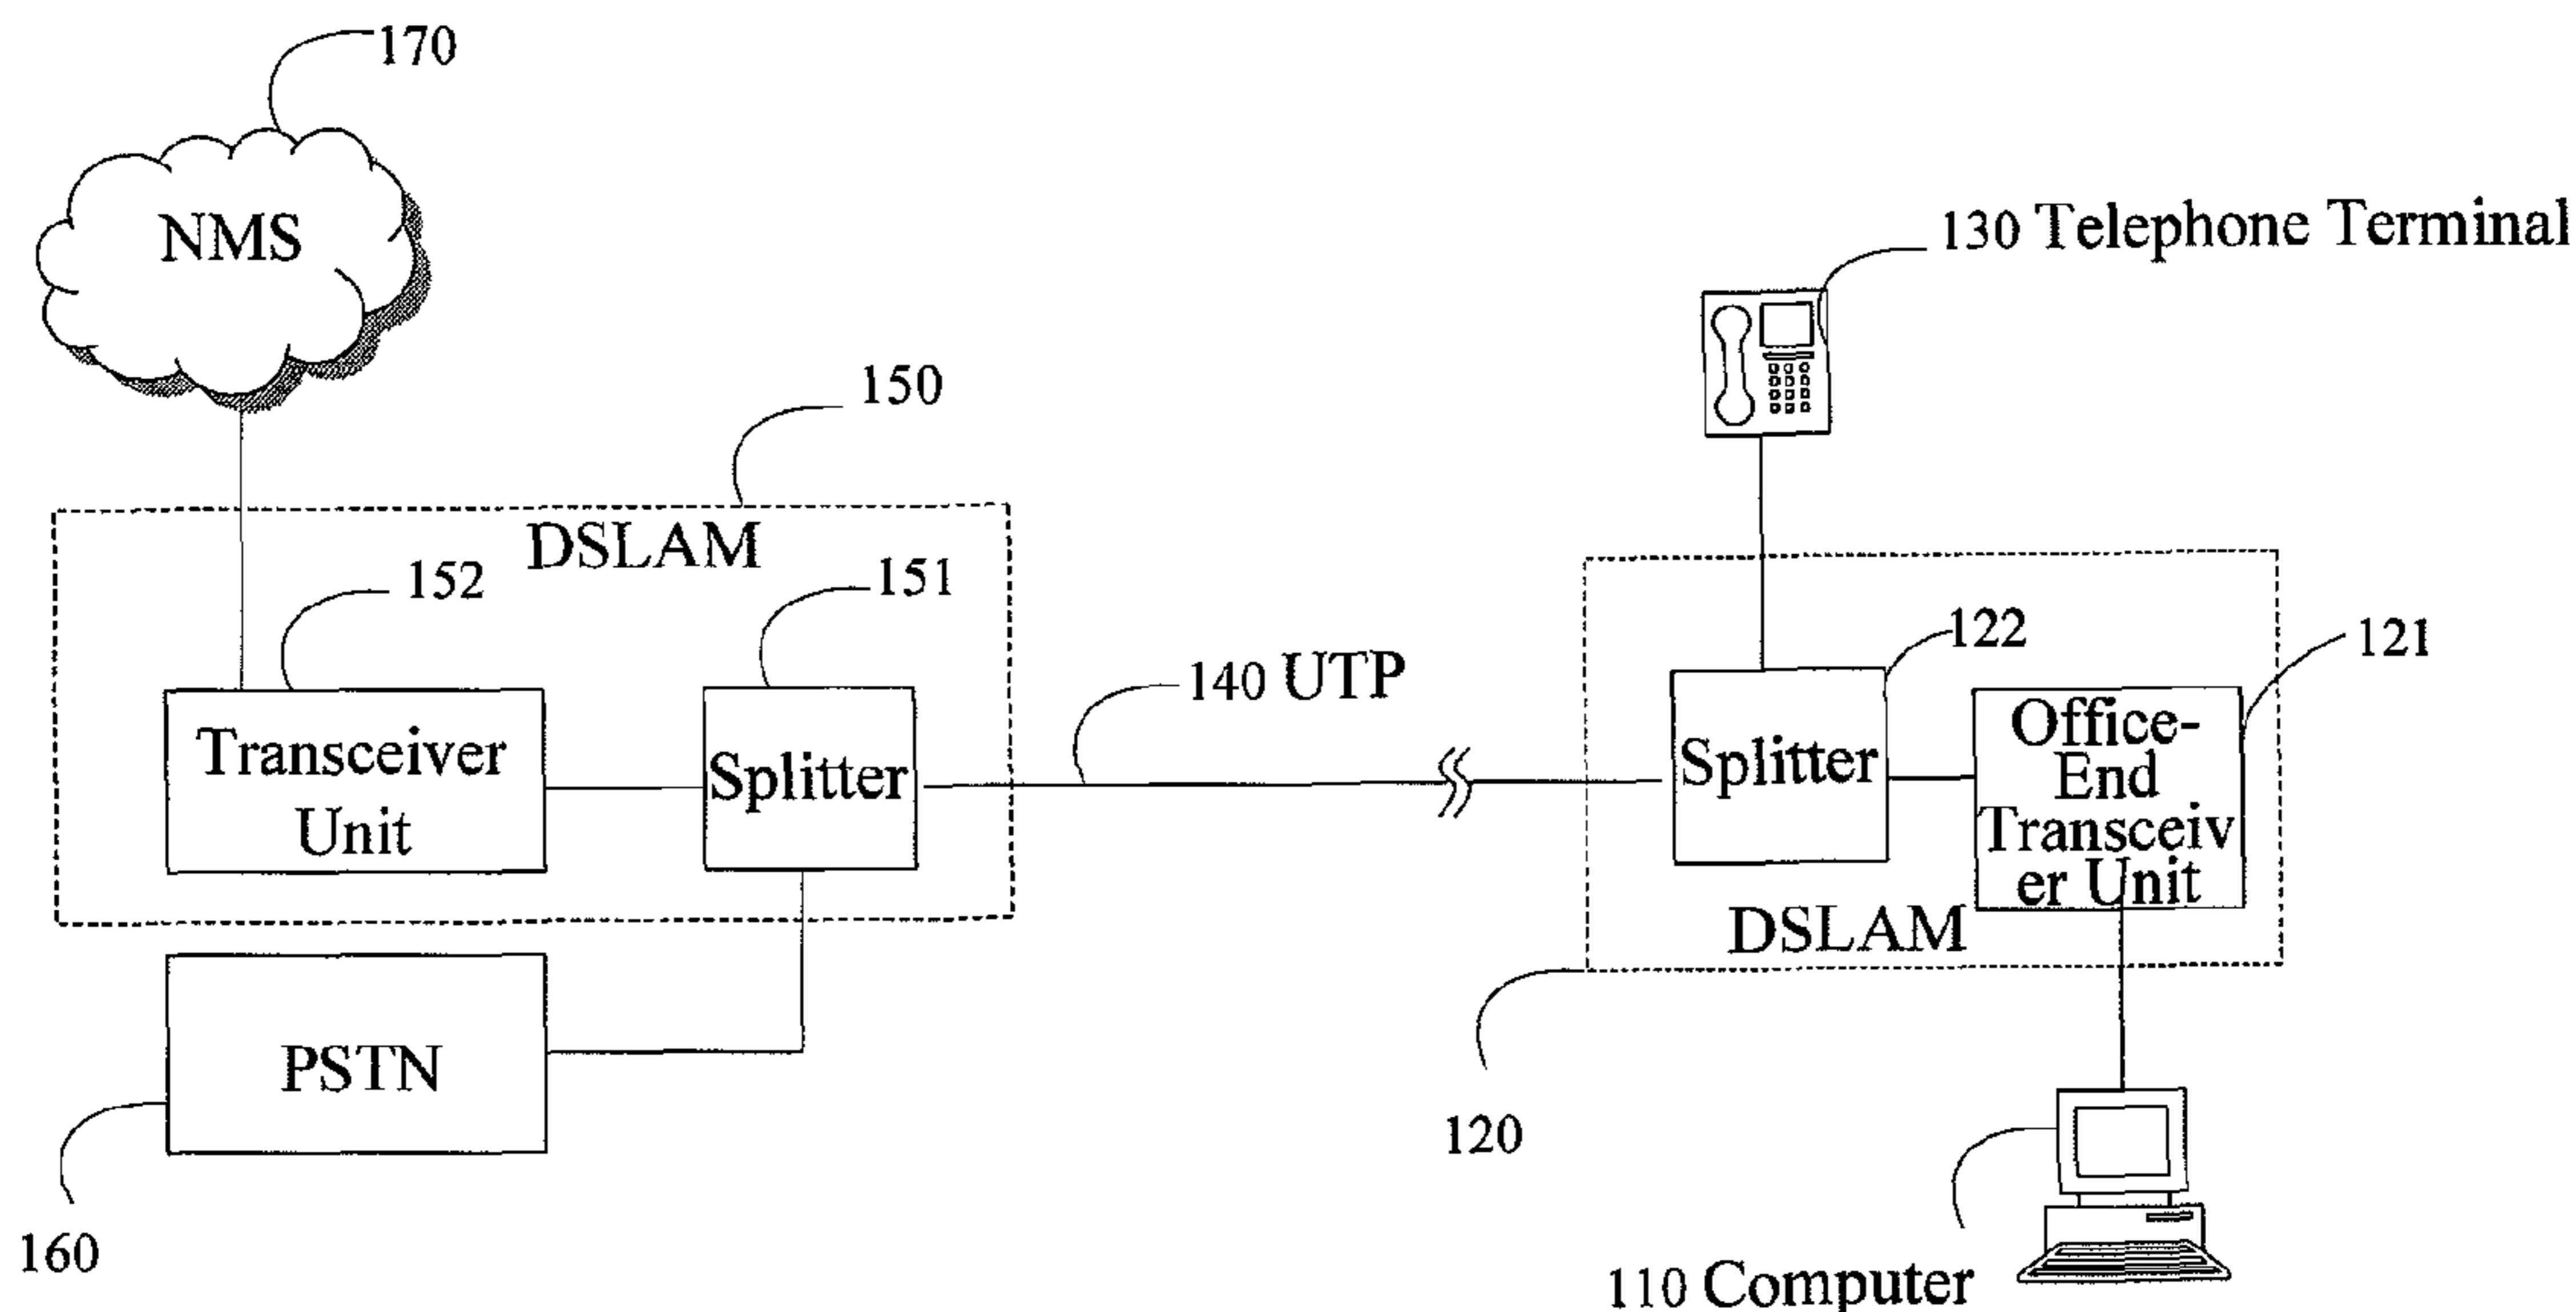 170
NMS
130 Telephone Terminal
150
DSLAM
152
151
122
121
140 UTP
Transceiver
Unit
Splitter
Splitter
Office-
End
Transceiv
er Unit
DSLAM
PSTN
120
160
110 Computer